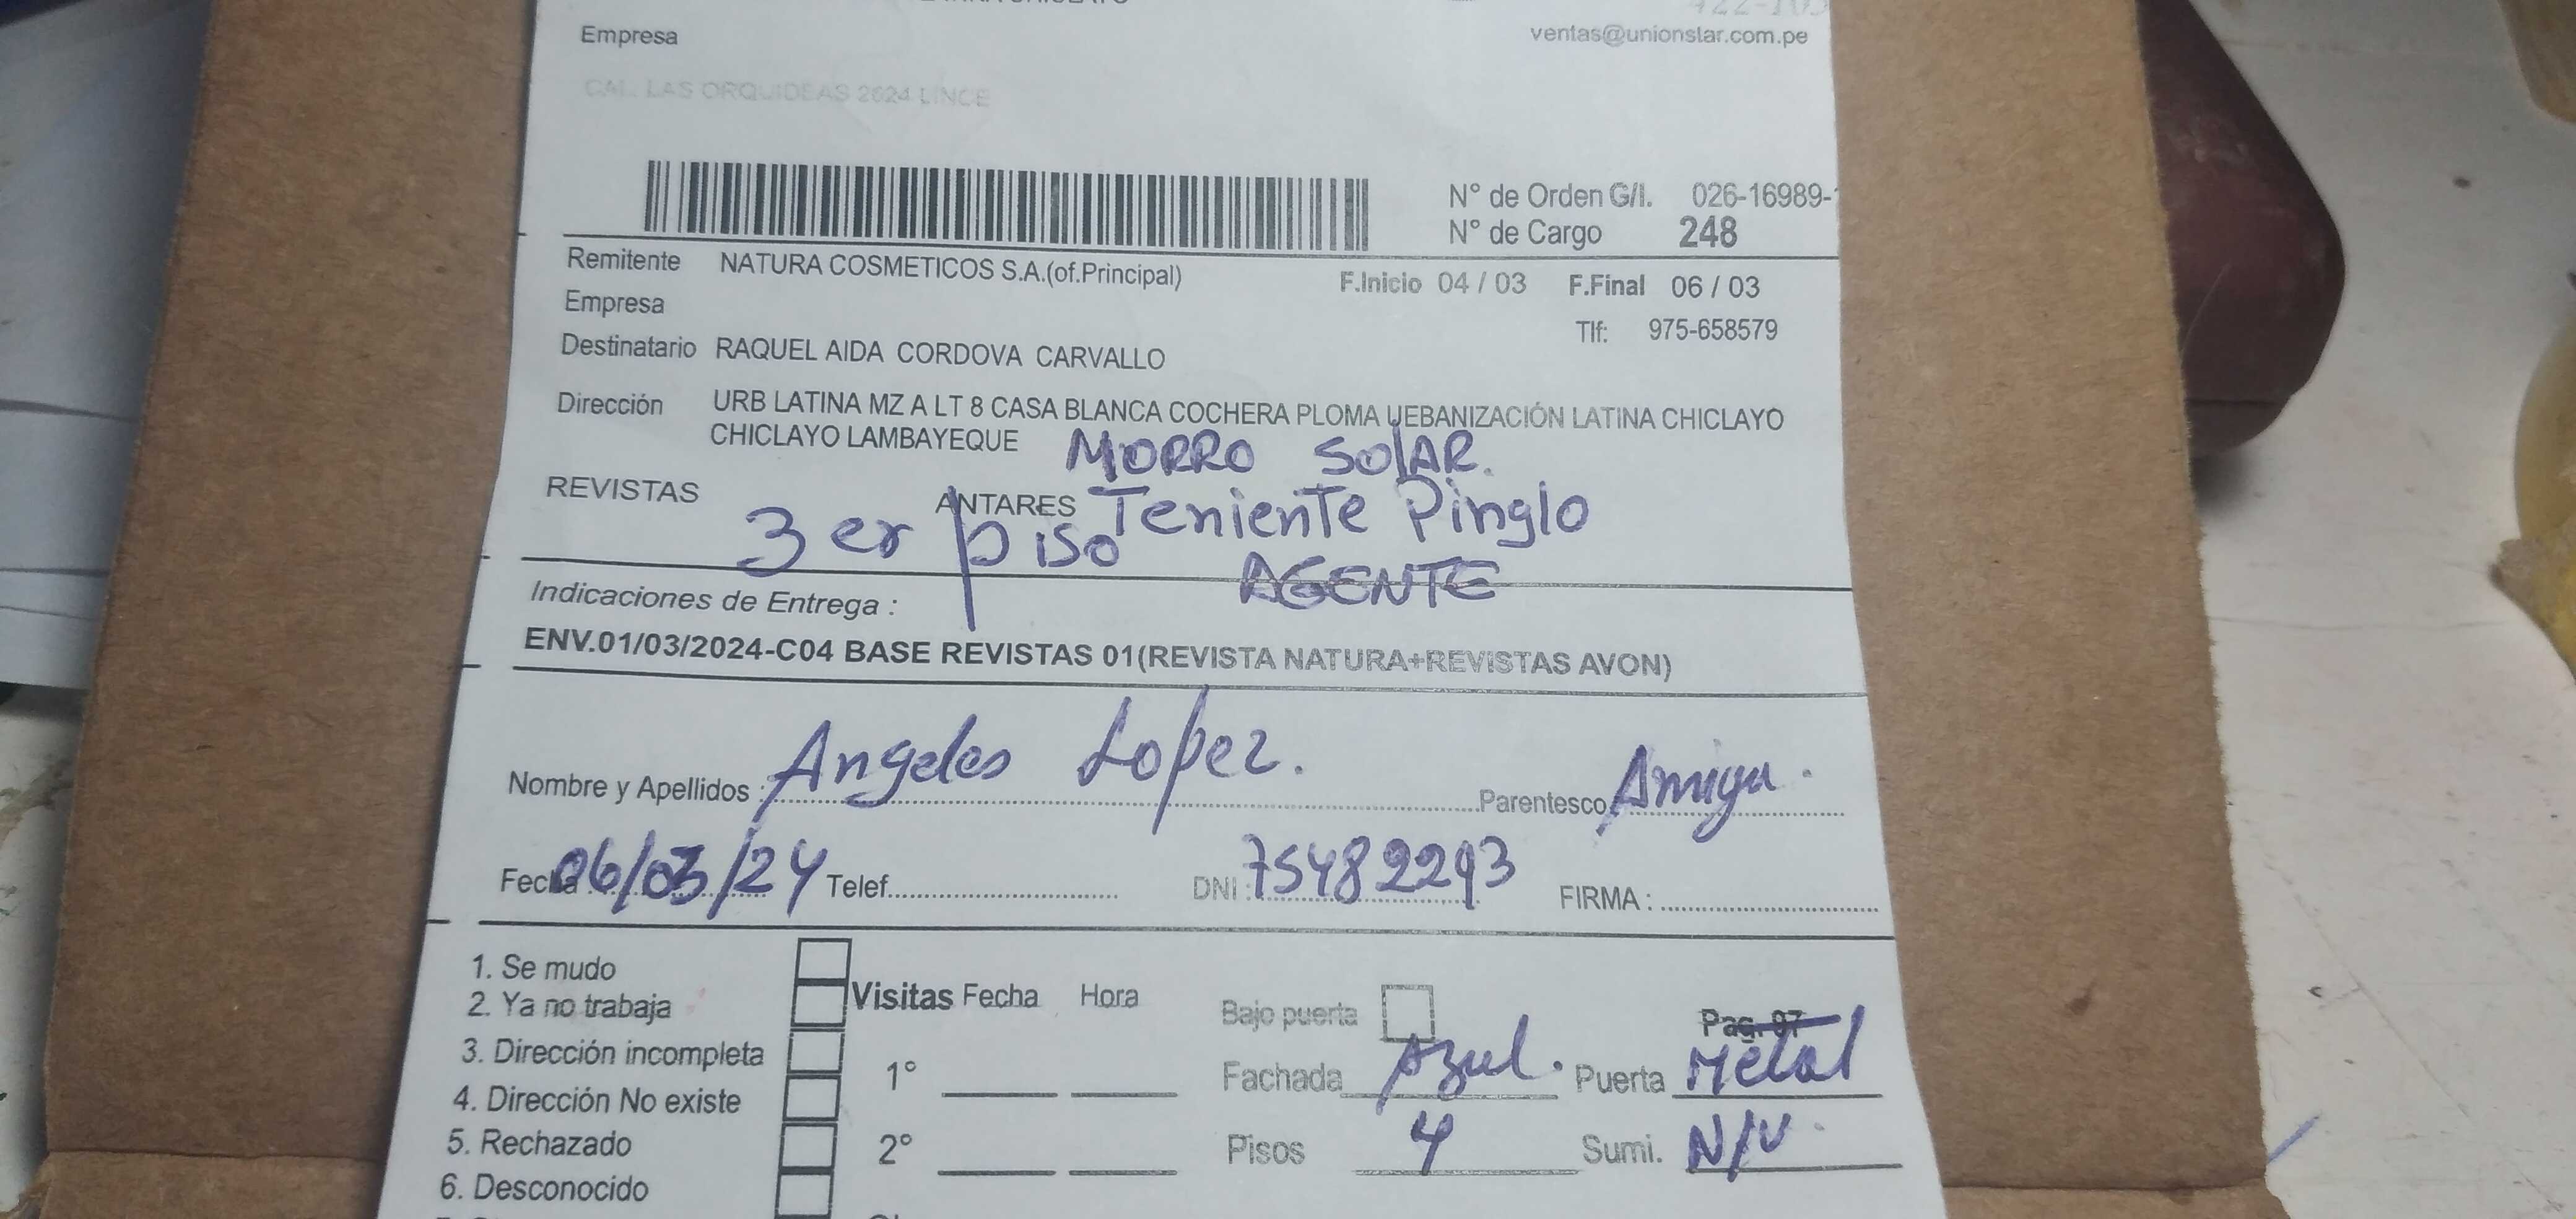 Empresa
ventas@unionstar.com.pe
CAL. LAS ORQUIDEAS 2624 LINCE
N° de Orden G/I. 026-16989-
N° de Cargo 248
Remitente NATURA COSMETICOS S.A.(of.Principal)
F.Inicio 04 / 03 F.Final 06 / 03
Empresa
Tlf: 975-658579
Destinatario RAQUEL AIDA CORDOVA CARVALLO
Dirección URB LATINA MZ A LT 8 CASA BLANCA COCHERA PLOMA UEBANIZACIÓN LATINA CHICLAYO
CHICLAYO LAMBAYEQUE MORRO SOLAR.
REVISTAS ANTARES Teniente Pinglo
3 er piso
AGENTE
Indicaciones de Entrega :
ENV.01/03/2024-C04 BASE REVISTAS 01(REVISTA NATURA+REVISTAS AVON)
Nombre y Apellidos : Angeles Lopez. Parentesco Amiga.
Fecha 06/03/24 Telef. DNI : 75482293 FIRMA :
1. Se mudo
2. Ya no trabaja
3. Dirección incompleta
4. Dirección No existe
5. Rechazado
6. Desconocido
Visitas Fecha Hora
1°
2°
Bajo puerta
Pag. 97
Fachada Azul. Puerta Metal
Pisos 4 Sumi. N/V.